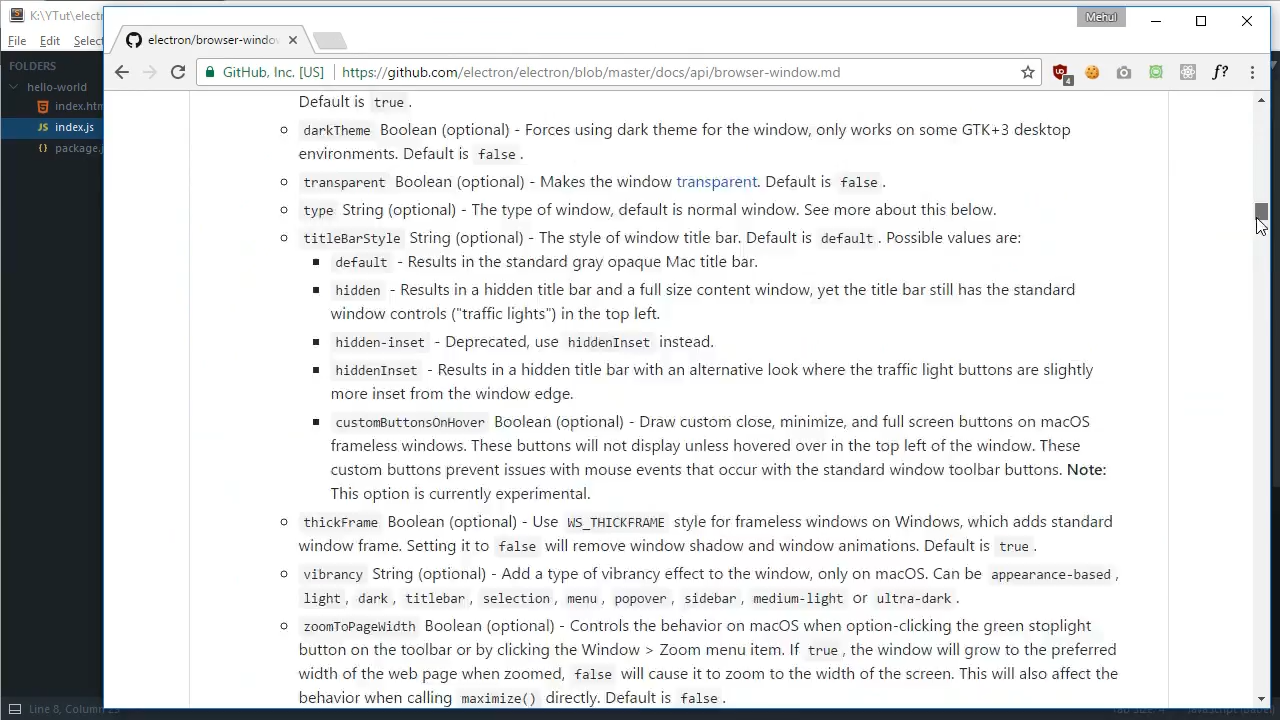 K:\YTut\electr
Mehul
File Edit Select
electron/browser-windo
GitHub, Inc. [US] https://github.com/electron/electron/blob/master/docs/api/browser-window.md
4
f?
FOLDERS
hello-world
index.htm
index.js
package.j
Default is true .
darkTheme Boolean (optional) - Forces using dark theme for the window, only works on some GTK+3 desktop
environments. Default is false .
transparent Boolean (optional) - Makes the window transparent. Default is false .
type String (optional) - The type of window, default is normal window. See more about this below.
titleBarStyle String (optional) - The style of window title bar. Default is default . Possible values are:
default - Results in the standard gray opaque Mac title bar.
hidden - Results in a hidden title bar and a full size content window, yet the title bar still has the standard
window controls ("traffic lights") in the top left.
hidden-inset - Deprecated, use hiddenInset instead.
hiddenInset - Results in a hidden title bar with an alternative look where the traffic light buttons are slightly
more inset from the window edge.
customButtonsOnHover Boolean (optional) - Draw custom close, minimize, and full screen buttons on macOS
frameless windows. These buttons will not display unless hovered over in the top left of the window. These
custom buttons prevent issues with mouse events that occur with the standard window toolbar buttons. Note:
This option is currently experimental.
thickFrame Boolean (optional) - Use WS_THICKFRAME style for frameless windows on Windows, which adds standard
window frame. Setting it to false will remove window shadow and window animations. Default is true .
vibrancy String (optional) - Add a type of vibrancy effect to the window, only on macOS. Can be appearance-based ,
light , dark , titlebar , selection , menu , popover , sidebar , medium-light or ultra-dark .
zoomToPageWidth Boolean (optional) - Controls the behavior on macOS when option-clicking the green stoplight
button on the toolbar or by clicking the Window > Zoom menu item. If true , the window will grow to the preferred
width of the web page when zoomed, false will cause it to zoom to the width of the screen. This will also affect the
behavior when calling maximize() directly. Default is false .
Line 8, Column